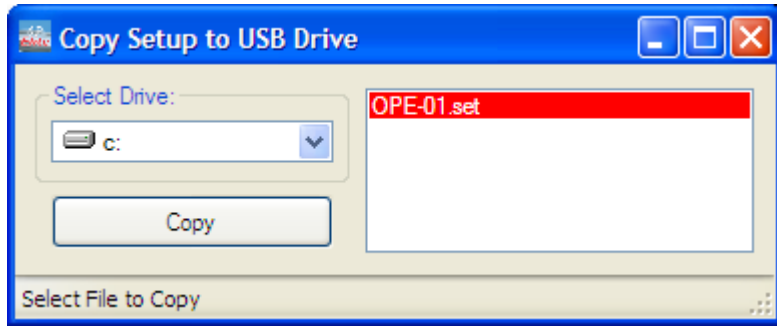 Copy Setup to USB Drive
Select Drive:
c:
OPE-01.set
Copy
Select File to Copy